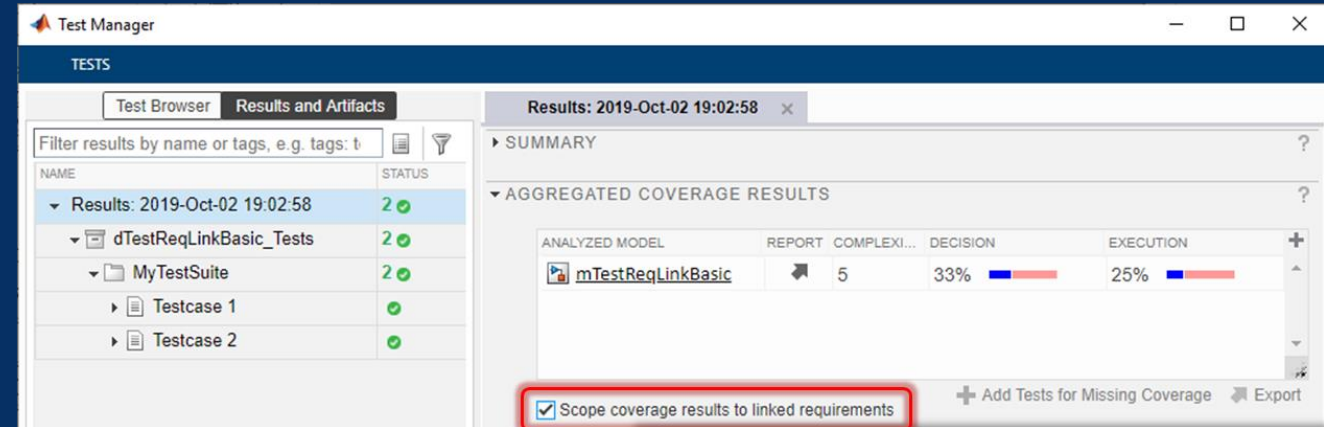 Test Manager
TESTS
Test Browser Results and Artifacts
Results: 2019-Oct-02 19:02:58
Filter results by name or tags, e.g. tags: t
SUMMARY ?
NAME STATUS
AGGREGATED COVERAGE RESULTS ?
Results: 2019-Oct-02 19:02:58 2
dTestReqLinkBasic_Tests 2
ANALYZED MODEL REPORT COMPLEXI... DECISION EXECUTION
MyTestSuite 2
mTestReqLinkBasic 5 33% 25%
Testcase 1
Testcase 2
Add Tests for Missing Coverage Export
Scope coverage results to linked requirements